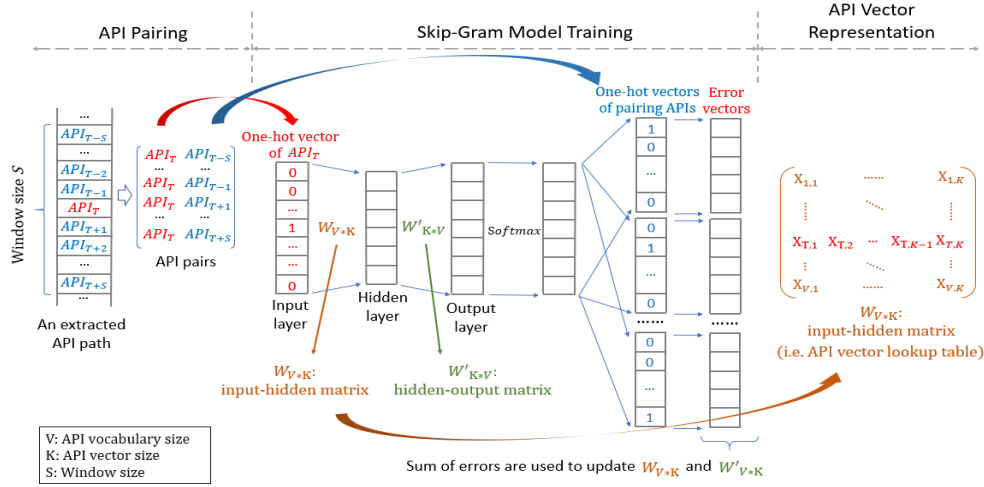 API Pairing
Skip-Gram Model Training
API Vector
Representation
...
API_{T-S}
...
API_{T-2}
API_{T-1}
API_T
API_{T+1}
API_{T+2}
...
API_{T+S}
...
Window size S
An extracted
API path
API_T API_{T-S}
... ...
API_T API_{T-1}
API_T API_{T+1}
... ...
API_T API_{T+S}
API pairs
One-hot vector
of API_T
0
0
...
1
...
...
0
Input
layer
W_{V*K}
Hidden
layer
W'_{K*V}
Output
layer
Softmax
W_{V*K}:
input-hidden matrix
W'_{K*V}:
hidden-output matrix
One-hot vectors
of pairing APIs
Error
vectors
1
0
...
0
0
1
...
0
......
......
0
0
...
1
Sum of errors are used to update W_{V*K} and W'_{V*K}
X_{1,1} ...... X_{1,K}
X_{T,1} X_{T,2} ... X_{T,K-1} X_{T,K}
X_{V,1} ...... X_{V,K}
W_{V*K}:
input-hidden matrix
(i.e. API vector lookup table)
V: API vocabulary size
K: API vector size
S: Window size